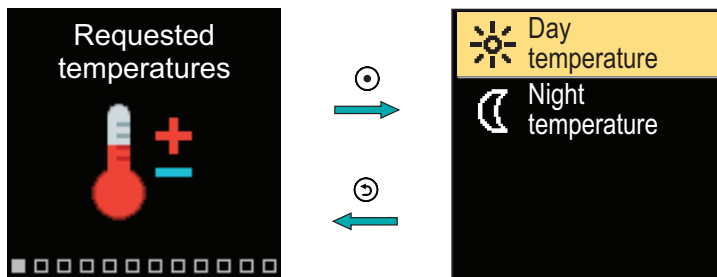 Requested
temperatures
Day
temperature
Night
temperature